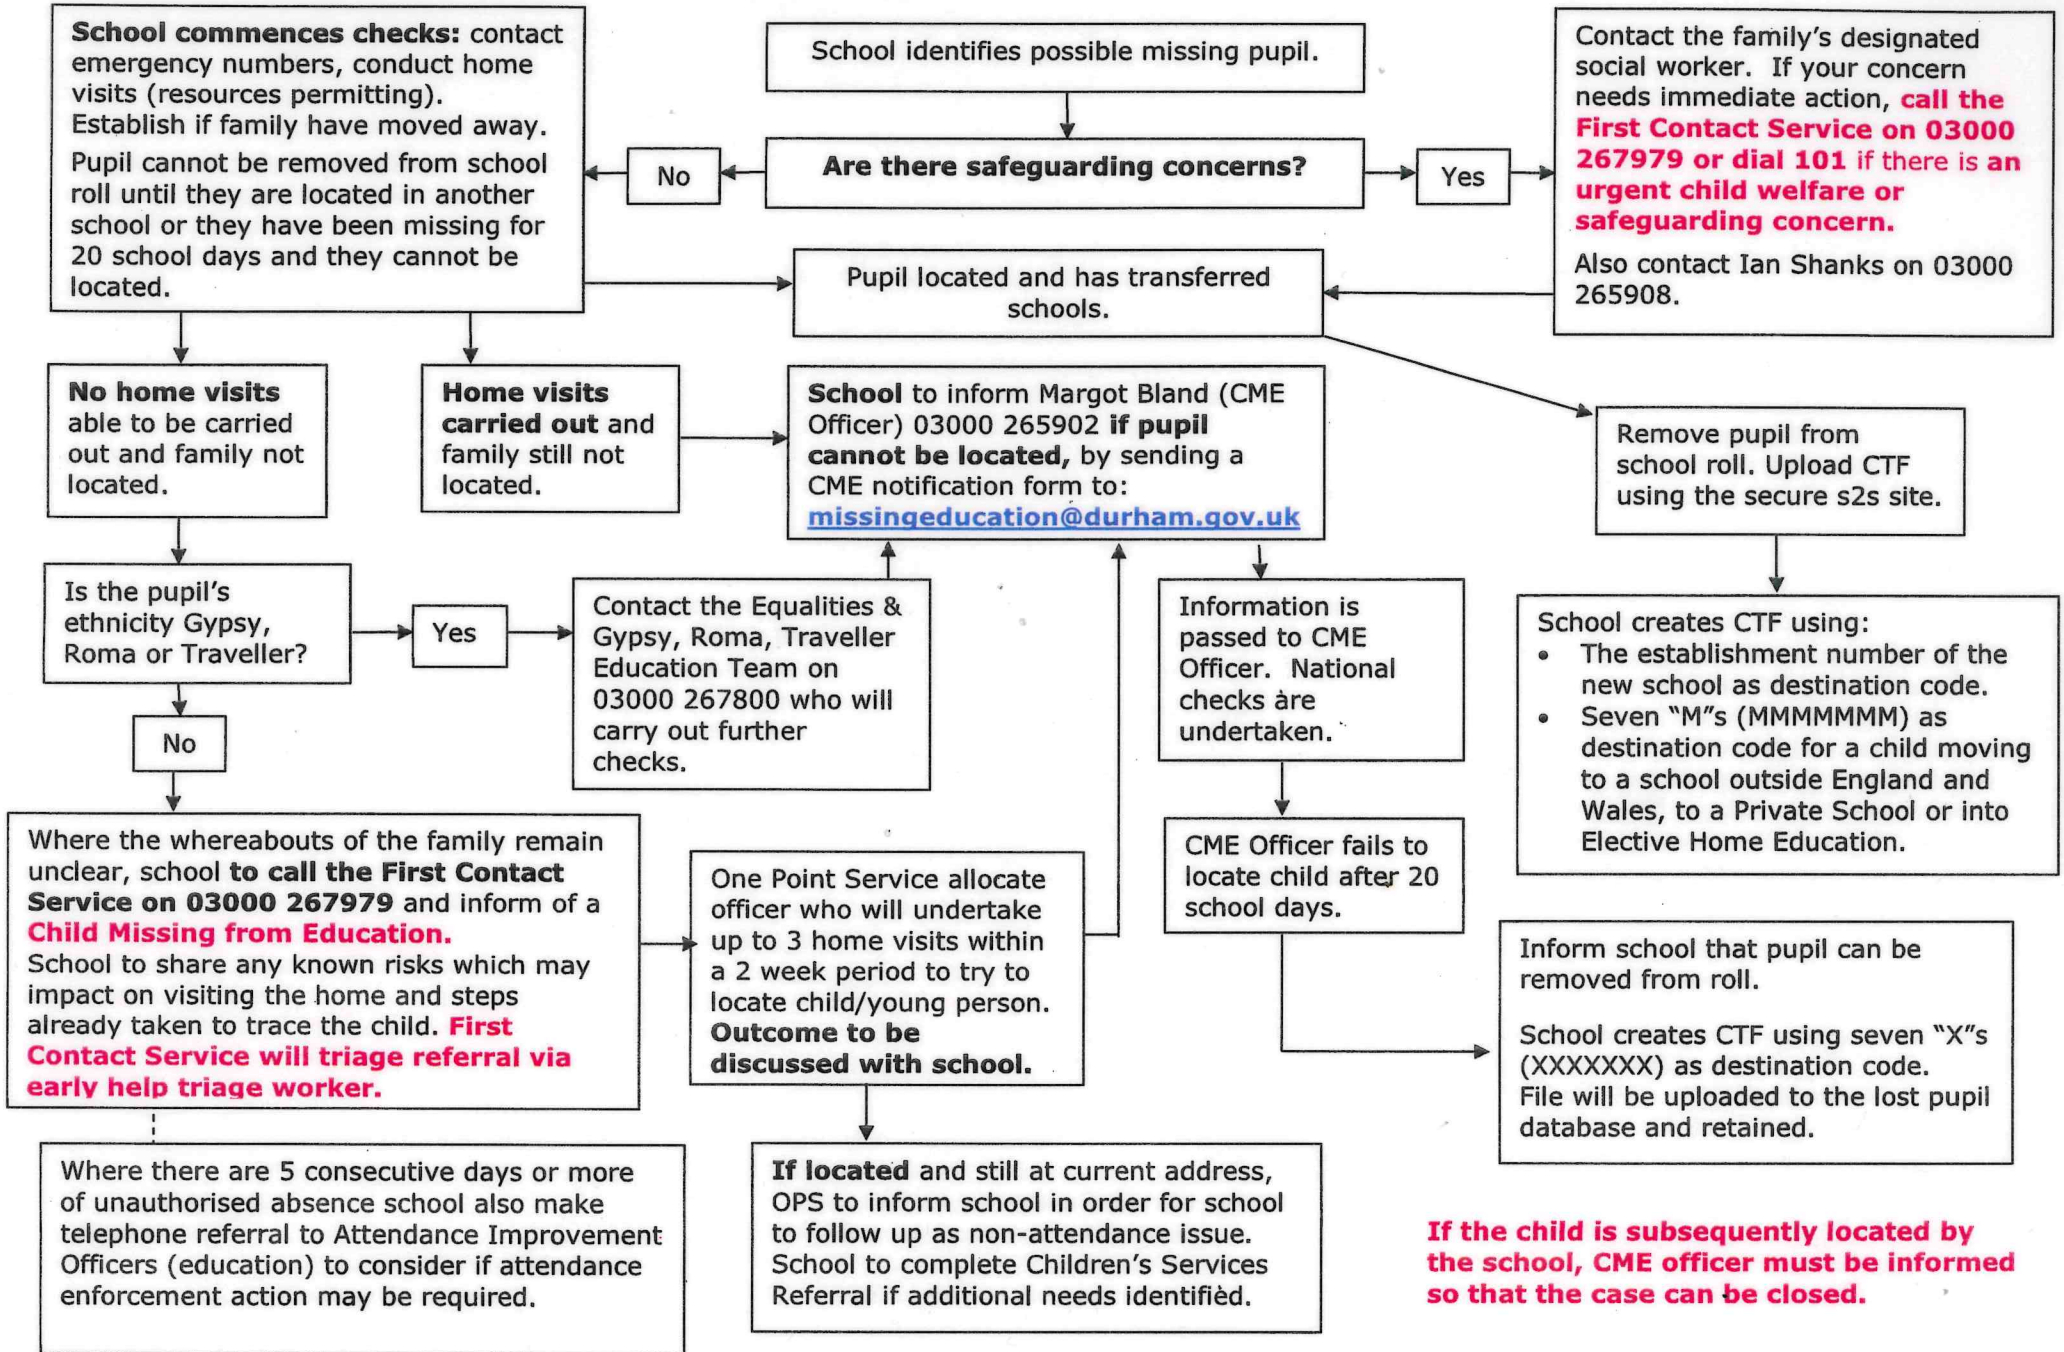 School commences checks: contact
emergency numbers, conduct home
visits (resources permitting).
Establish if family have moved away.
Pupil cannot be removed from school
roll until they are located in another
school or they have been missing for
20 school days and they cannot be
located.
School identifies possible missing pupil.
Are there safeguarding concerns?
No
Yes
Contact the family's designated
social worker. If your concern
needs immediate action, call the
First Contact Service on 03000
267979 or dial 101 if there is an
urgent child welfare or
safeguarding concern.
Also contact Ian Shanks on 03000
265908.
Pupil located and has transferred
schools.
No home visits
able to be carried
out and family not
located.
Home visits
carried out and
family still not
located.
School to inform Margot Bland (CME
Officer) 03000 265902 if pupil
cannot be located, by sending a
CME notification form to:
missingeducation@durham.gov.uk
Remove pupil from
school roll. Upload CTF
using the secure s2s site.
Is the pupil's
ethnicity Gypsy,
Roma or Traveller?
Yes
Contact the Equalities &
Gypsy, Roma, Traveller
Education Team on
03000 267800 who will
carry out further
checks.
Information is
passed to CME
Officer. National
checks are
undertaken.
School creates CTF using:
• The establishment number of the
new school as destination code.
• Seven "M"s (MMMMMMM) as
destination code for a child moving
to a school outside England and
Wales, to a Private School or into
Elective Home Education.
No
Where the whereabouts of the family remain
unclear, school to call the First Contact
Service on 03000 267979 and inform of a
Child Missing from Education.
School to share any known risks which may
impact on visiting the home and steps
already taken to trace the child. First
Contact Service will triage referral via
early help triage worker.
One Point Service allocate
officer who will undertake
up to 3 home visits within
a 2 week period to try to
locate child/young person.
Outcome to be
discussed with school.
CME Officer fails to
locate child after 20
school days.
Inform school that pupil can be
removed from roll.
School creates CTF using seven "X"s
(XXXXXXX) as destination code.
File will be uploaded to the lost pupil
database and retained.
Where there are 5 consecutive days or more
of unauthorised absence school also make
telephone referral to Attendance Improvement
Officers (education) to consider if attendance
enforcement action may be required.
If located and still at current address,
OPS to inform school in order for school
to follow up as non-attendance issue.
School to complete Children's Services
Referral if additional needs identified.
If the child is subsequently located by
the school, CME officer must be informed
so that the case can be closed.